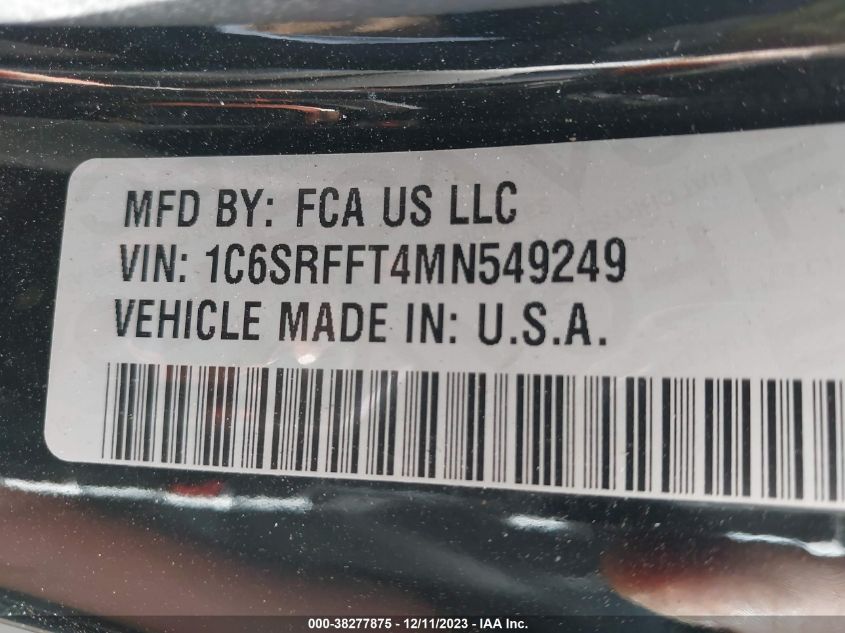 MFD BY: FCA US LLC
VIN: 1C6SRFFT4MN549249
VEHICLE MADE IN: U.S.A.
000-38277875 - 12/11/2023 - IAA Inc.